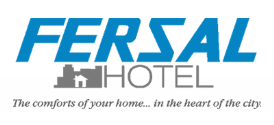 FERSAL
HOTEL
The comforts of your home... in the heart of the city.